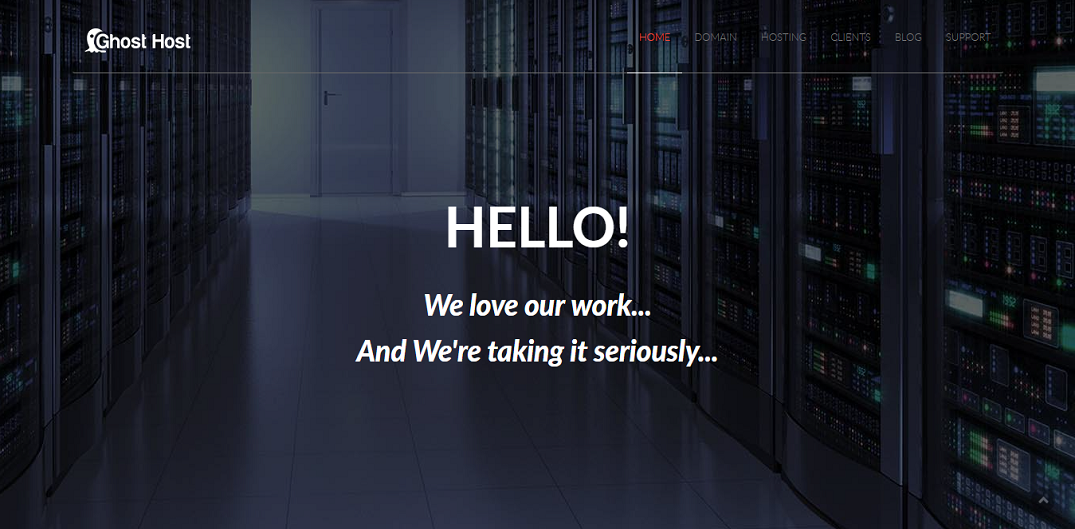 Ghost Host
HOME DOMAIN HOSTING CLIENTS BLOG SUPPORT
HELLO!
We love our work...
And We're taking it seriously...